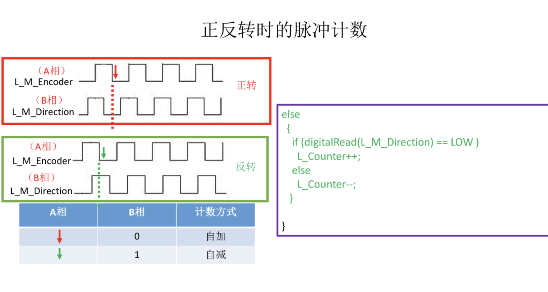 正反转时的脉冲计数
（A相）
L_M_Encoder
（B相）
L_M_Direction
正转
（A相）
L_M_Encoder
（B相）
L_M_Direction
反转
A相 B相 计数方式
0 自加
1 自减
else
{
if (digitalRead(L_M_Direction) == LOW )
L_Counter++;
else
L_Counter--;
}
}